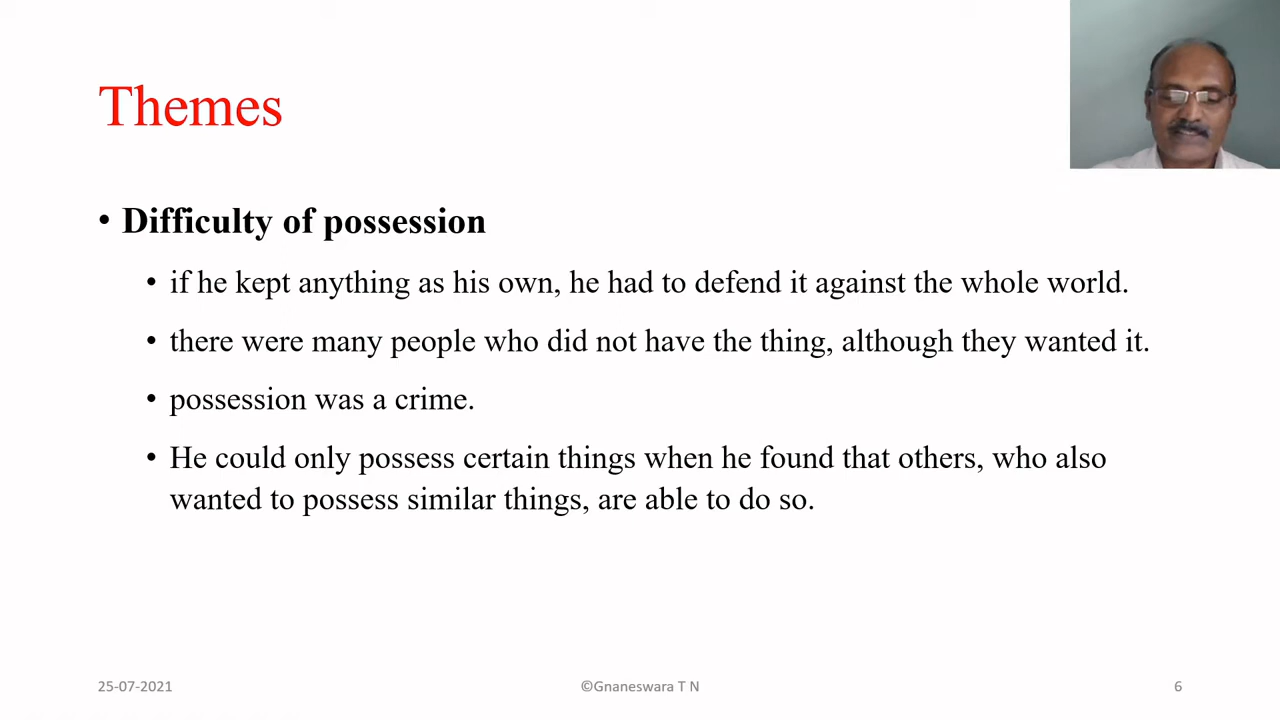 Themes
• Difficulty of possession
• if he kept anything as his own, he had to defend it against the whole world.
• there were many people who did not have the thing, although they wanted it.
• possession was a crime.
• He could only possess certain things when he found that others, who also
wanted to possess similar things, are able to do so.
25-07-2021
©Gnaneswara T N
6